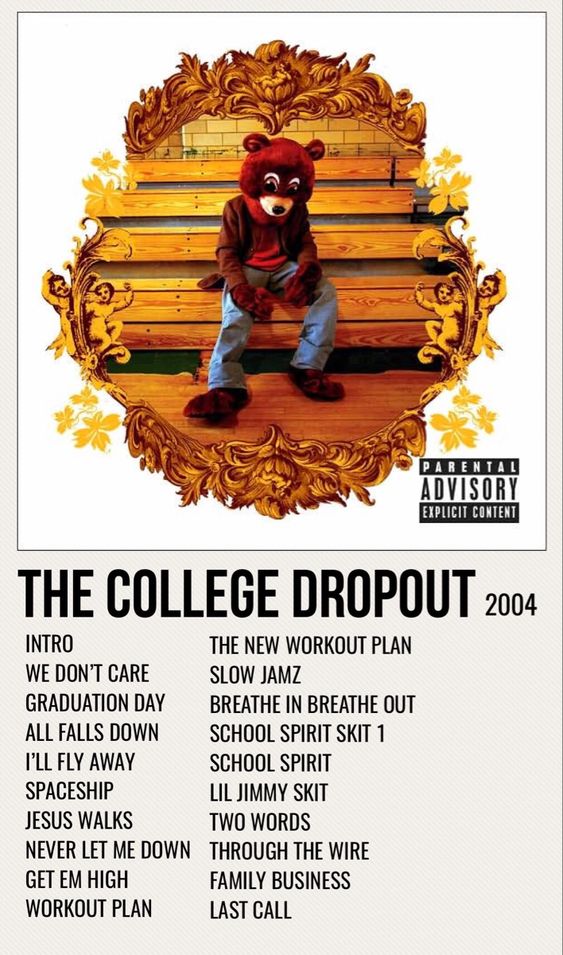 PARENTAL
ADVISORY
EXPLICIT CONTENT
THE COLLEGE DROPOUT 2004
INTRO
WE DON'T CARE
GRADUATION DAY
ALL FALLS DOWN
I'LL FLY AWAY
SPACESHIP
JESUS WALKS
NEVER LET ME DOWN
GET EM HIGH
WORKOUT PLAN
THE NEW WORKOUT PLAN
SLOW JAMZ
BREATHE IN BREATHE OUT
SCHOOL SPIRIT SKIT 1
SCHOOL SPIRIT
LIL JIMMY SKIT
TWO WORDS
THROUGH THE WIRE
FAMILY BUSINESS
LAST CALL